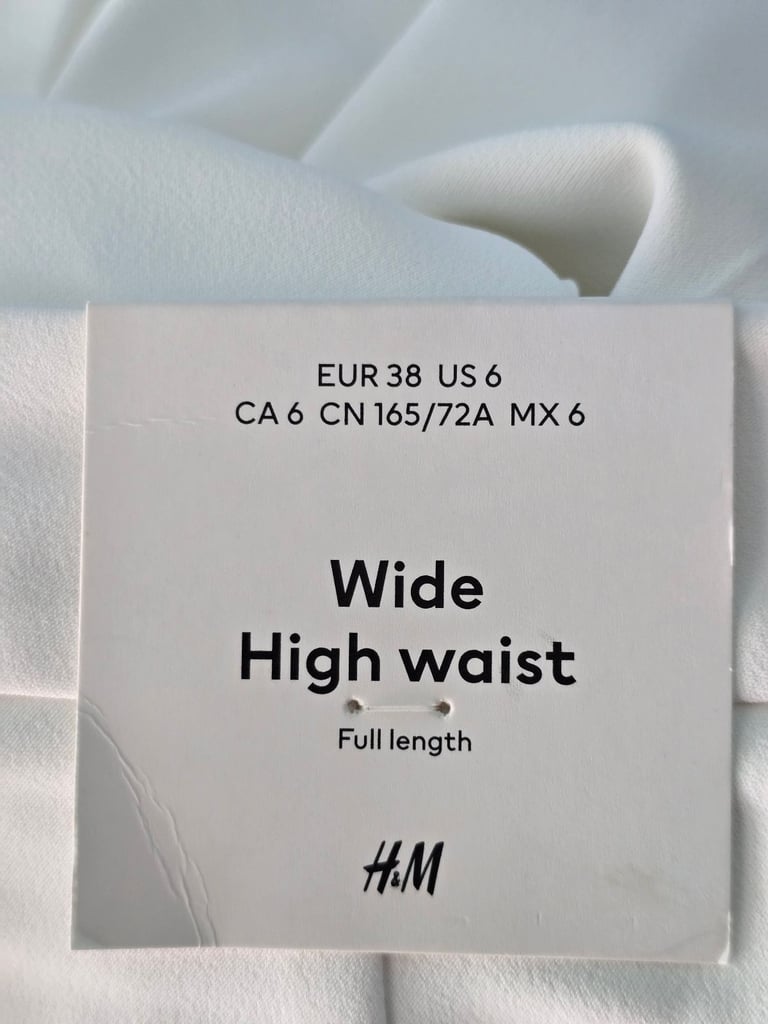 EUR 38 US 6
CA 6 CN 165/72A MX 6
Wide
High waist
Full length
H&M